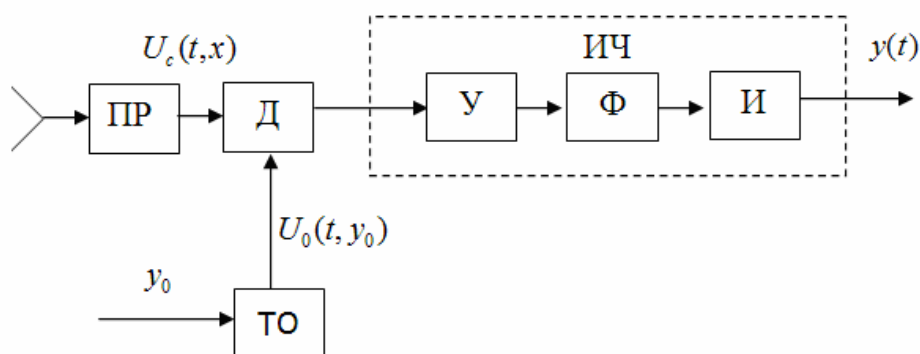 U_c(t,x)
ИЧ
y(t)
ПР
Д
У
Ф
И
U_0(t, y_0)
y_0
ТО